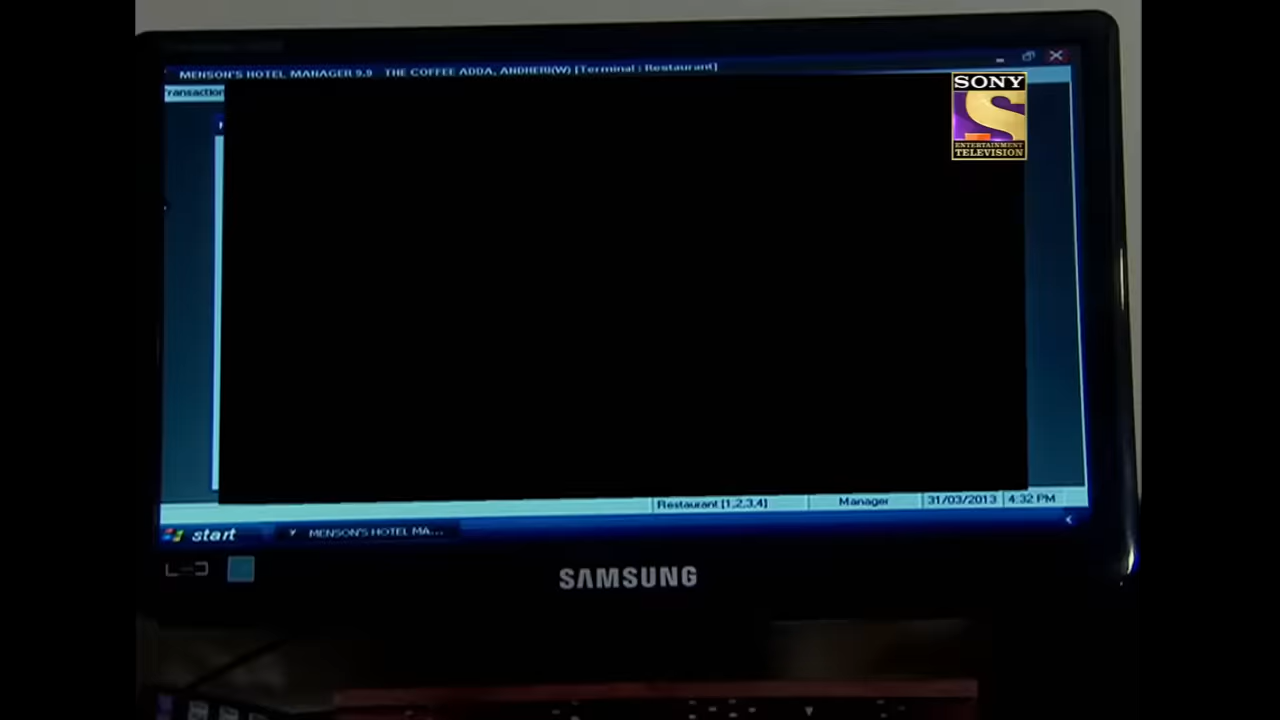 MENSON'S HOTEL MANAGER 9.9 THE COFFEE ADDA, ANDHERI(W) [Terminal : Restaurant]
SONY
Transaction
ENTERTAINMENT
TELEVISION
Restaurant [1,2,3,4] Manager 31/03/2013 4:32 PM
start MENSON'S HOTEL MA...
SAMSUNG